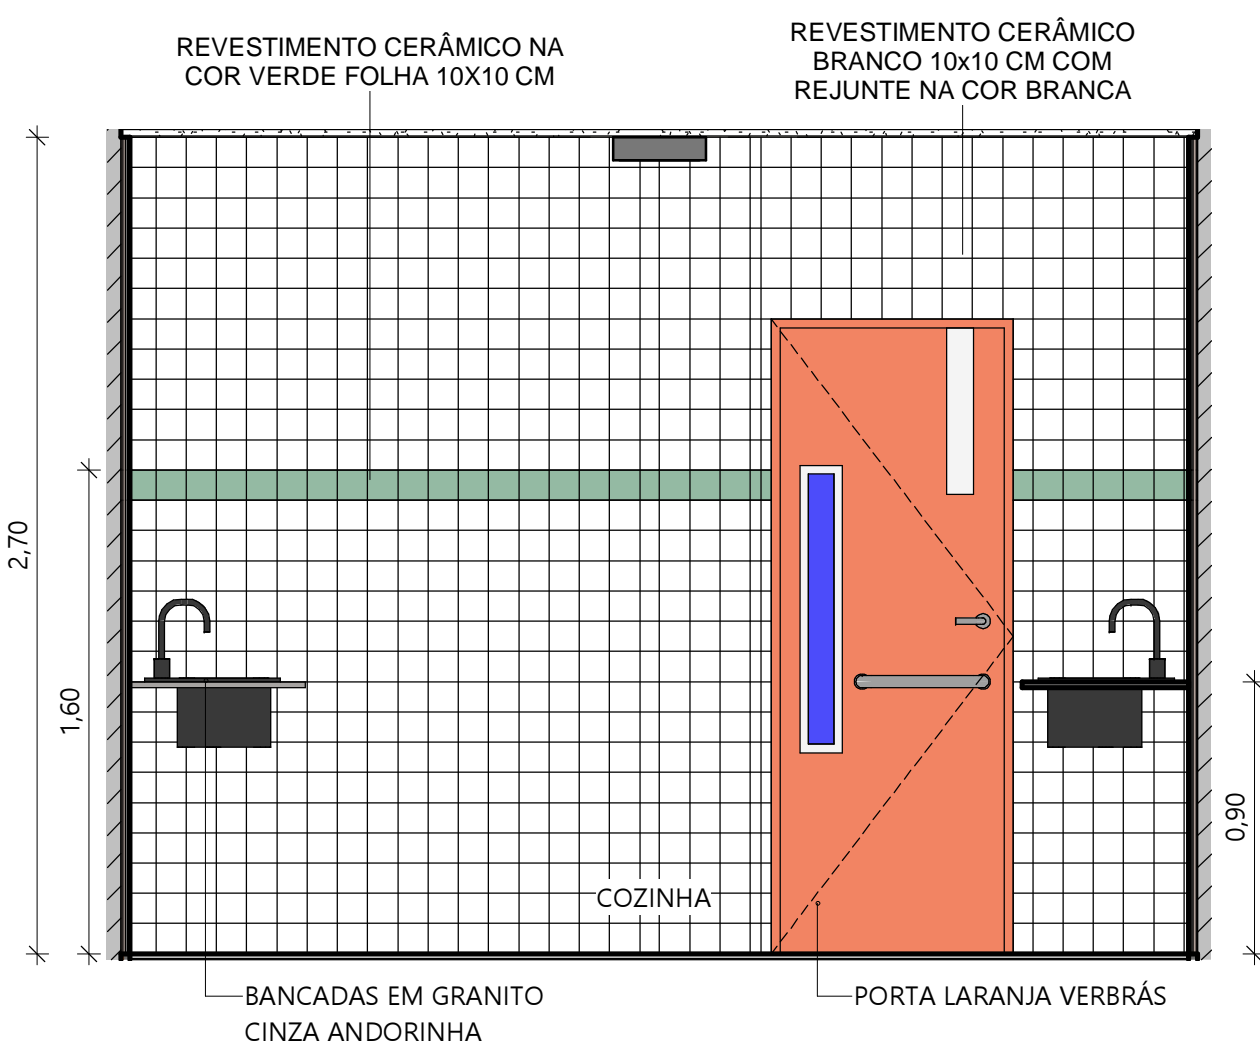 REVESTIMENTO CERÂMICO NA
COR VERDE FOLHA 10X10 CM
REVESTIMENTO CERÂMICO
BRANCO 10x10 CM COM
REJUNTE NA COR BRANCA
2,70
1,60
0,90
COZINHA
BANCADAS EM GRANITO
CINZA ANDORINHA
PORTA LARANJA VERBRÁS